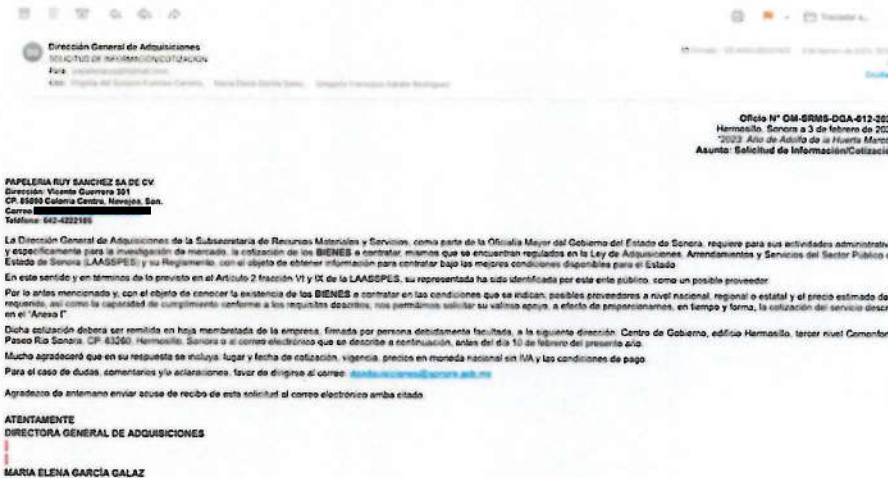 Dirección General de Adquisiciones
SOLICITUD DE INFORMACIÓN/COTIZACIÓN
Para:
Oficio N° OM-SRMS-DGA-612-202
Hermosillo, Sonora a 3 de febrero de 202
"2023: Año de Adolfo de la Huerta Marco
Asunto: Solicitud de Información/Cotizació
PAPELERIA RUY SANCHEZ SA DE CV.
Dirección: Vicente Guerrero 301
CP. 85800 Colonia Centro, Navojoa, Son.
Correo
Teléfono: 642-4222105
La Dirección General de Adquisiciones de la Subsecretaría de Recursos Materiales y Servicios, como parte de la Oficialía Mayor del Gobierno del Estado de Sonora, requiere para sus actividades administrat
y específicamente para la investigación de mercado, la cotización de los BIENES a contratar, mismos que se encuentran regulados en la Ley de Adquisiciones, Arrendamientos y Servicios del Sector Público d
Estado de Sonora (LAASSPES) y su Reglamento, con el objeto de obtener información para contratar bajo las mejores condiciones disponibles para el Estado
En este sentido y en términos de lo previsto en el Artículo 2 fracción VI y IX de la LAASSPES, su representada ha sido identificada por este ente público, como un posible proveedor.
Por lo antes mencionado y, con el objeto de conocer la existencia de los BIENES a contratar en las condiciones que se indican, posibles proveedores a nivel nacional, regional o estatal y el precio estimado de
requerido, así como la capacidad de cumplimiento conforme a los requisitos descritos, nos permitimos solicitar su valioso apoyo, a efecto de proporcionarnos, en tiempo y forma, la cotización del servicio descr
en el "Anexo I"
Dicha cotización deberá ser remitida en hoja membretada de la empresa, firmada por persona debidamente facultada, a la siguiente dirección: Centro de Gobierno, edificio Hermosillo, tercer nivel Comonfort
Paseo Río Sonora, CP. 83260, Hermosillo, Sonora o al correo electrónico que se describe a continuación, antes del día 10 de febrero del presente año.
Mucho agradeceré que en su respuesta se incluya: lugar y fecha de cotización, vigencia, precios en moneda nacional sin IVA y las condiciones de pago
Para el caso de dudas, comentarios y/o aclaraciones, favor de dirigirse al correo:
Agradezco de antemano enviar acuse de recibo de esta solicitud al correo electrónico arriba citado
ATENTAMENTE
DIRECTORA GENERAL DE ADQUISICIONES
MARIA ELENA GARCÍA GALAZ